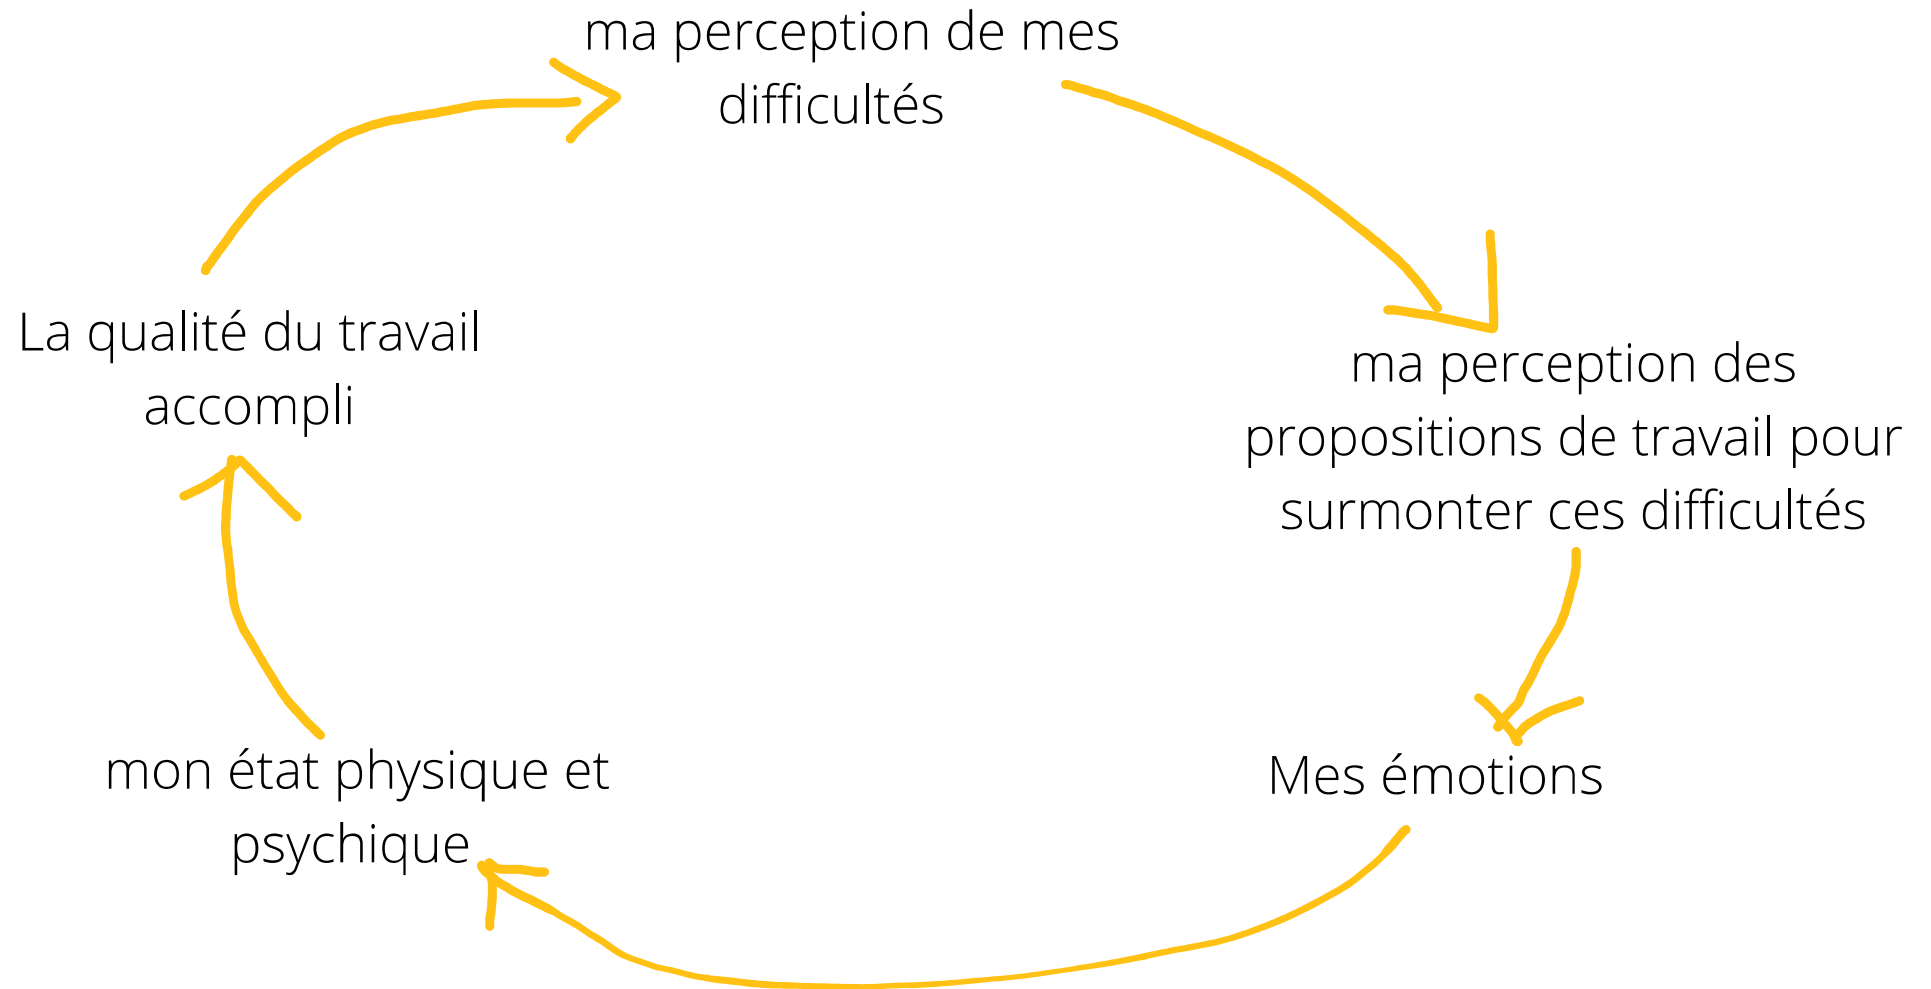 ma perception de mes
difficultés
ma perception des
propositions de travail pour
surmonter ces difficultés
Mes émotions
mon état physique et
psychique
La qualité du travail
accompli